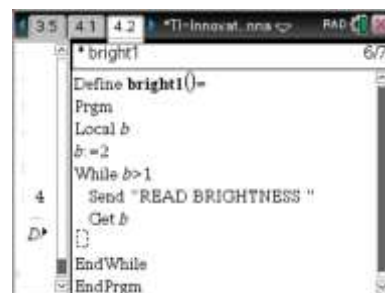 3.5 4.1 4.2 *TI-Innovat...nna RAD
* bright1 6/7
Define bright1()=
Prgm
Local b
b:=2
While b>1
4 Send "READ BRIGHTNESS "
Get b
D▸
EndWhile
EndPrgm